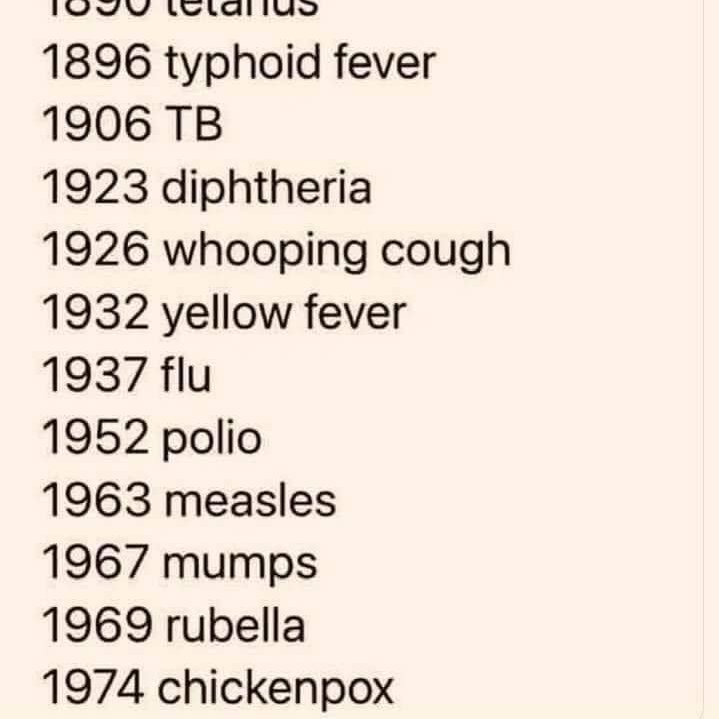 1890 tetanus
1896 typhoid fever
1906 TB
1923 diphtheria
1926 whooping cough
1932 yellow fever
1937 flu
1952 polio
1963 measles
1967 mumps
1969 rubella
1974 chickenpox